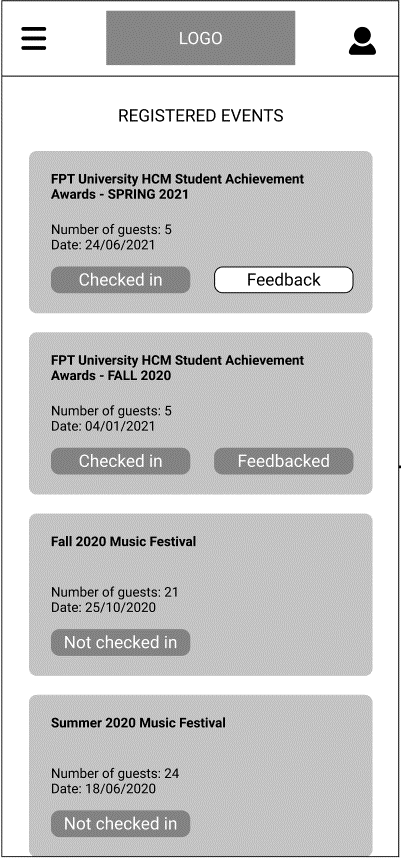 LOGO
REGISTERED EVENTS
FPT University HCM Student Achievement
Awards - SPRING 2021
Number of guests: 5
Date: 24/06/2021
Checked in
Feedback
FPT University HCM Student Achievement
Awards - FALL 2020
Number of guests: 5
Date: 04/01/2021
Checked in
Feedbacked
Fall 2020 Music Festival
Number of guests: 21
Date: 25/10/2020
Not checked in
Summer 2020 Music Festival
Number of guests: 24
Date: 18/06/2020
Not checked in